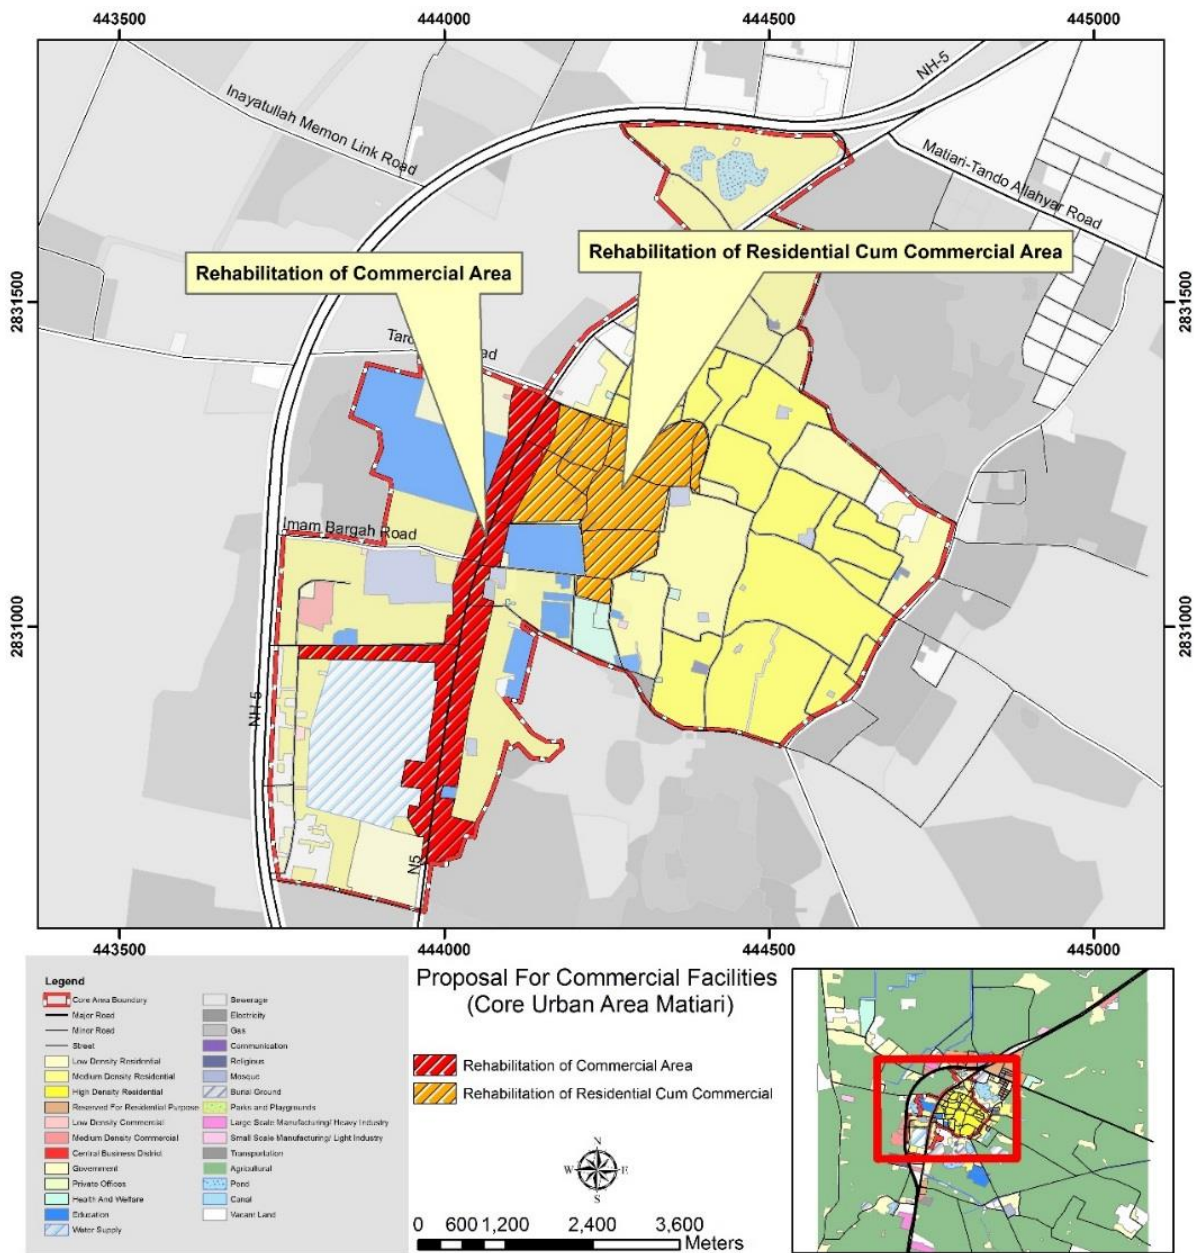 443500 444000 444500 445000
NH-5
Inayatullah Memon Link Road
Matiari-Tando Allahyar Road
Rehabilitation of Residential Cum Commercial Area
Rehabilitation of Commercial Area
2831500 2831500
Road
Imam Bargah Road
2831000 2831000
NH-5
N5
443500 444000 444500 445000
Legend
Core Area Boundary
Major Road
Minor Road
Street
Low Density Residential
Medium Density Residential
High Density Residential
Reserved For Residential Purpose
Low Density Commercial
Medium Density Commercial
Central Business District
Government
Private Offices
Health And Welfare
Education
Water Supply
Sewerage
Electricity
Gas
Communication
Religious
Mosque
Burial Ground
Parks and Playgrounds
Large Scale Manufacturing/ Heavy Industry
Small Scale Manufacturing/ Light Industry
Transportation
Agricultural
Pond
Canal
Vacant Land
Proposal For Commercial Facilities
(Core Urban Area Matiari)
Rehabilitation of Commercial Area
Rehabilitation of Residential Cum Commercial
N
W E
S
0 600 1,200 2,400 3,600
Meters